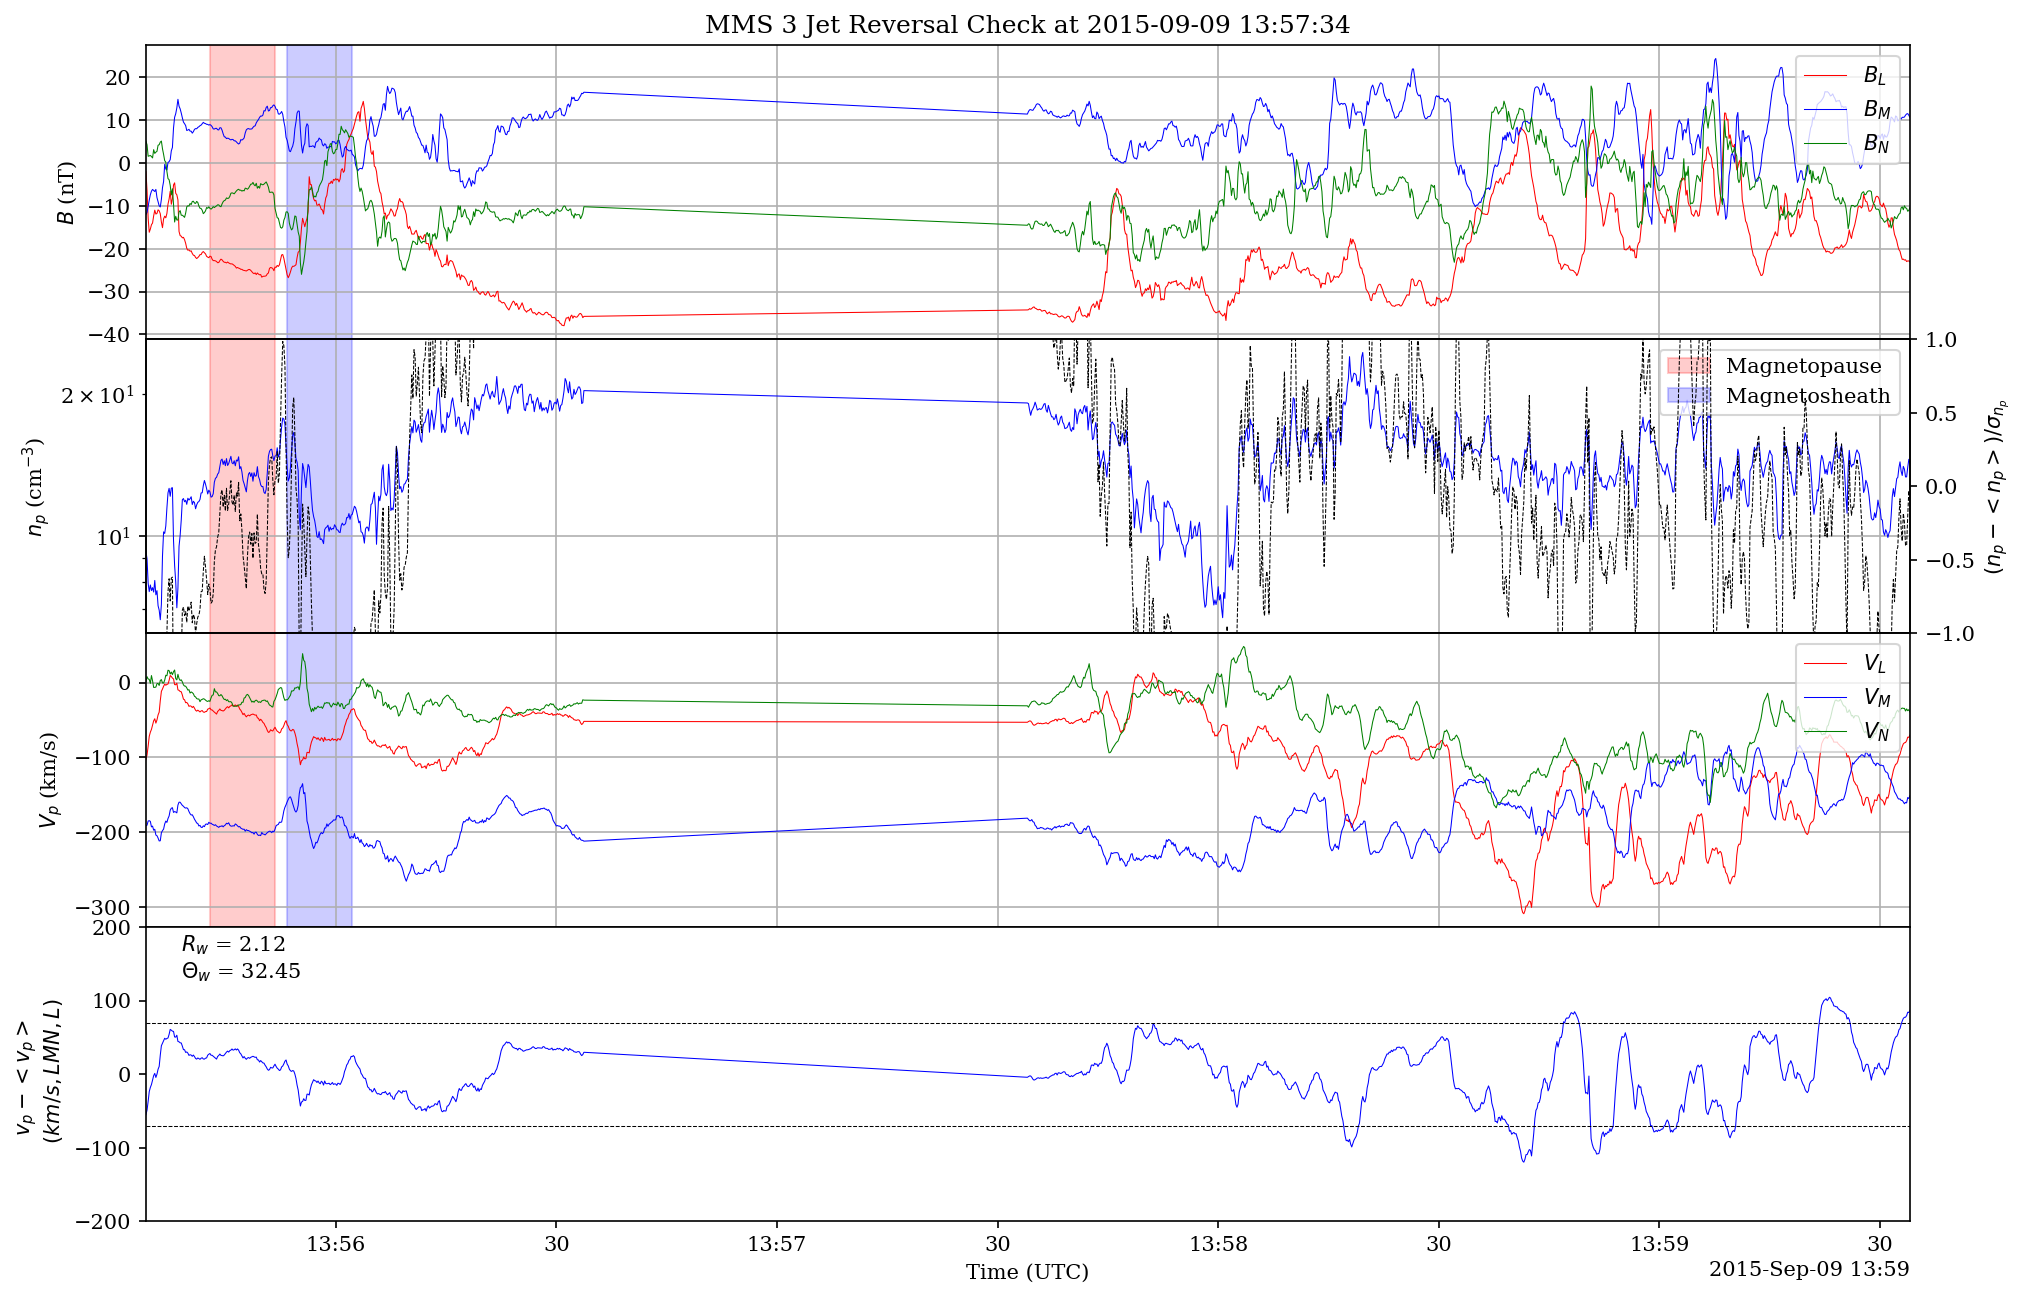 MMS 3 Jet Reversal Check at 2015-09-09 13:57:34
20
10
0
−10
−20
−30
−40
B (nT)
B_L
B_M
B_N
2 × 10^1
10^1
n_p (cm^−3)
1.0
0.5
0.0
−0.5
−1.0
(n_p − < n_p >)/σ_{n_p}
Magnetopause
Magnetosheath
0
−100
−200
−300
V_p (km/s)
V_L
V_M
V_N
200
100
0
−100
−200
v_p − < v_p >
(km/s, LMN, L)
R_w = 2.12
Θ_w = 32.45
13:56
30
13:57
30
13:58
30
13:59
30
Time (UTC)
2015-Sep-09 13:59